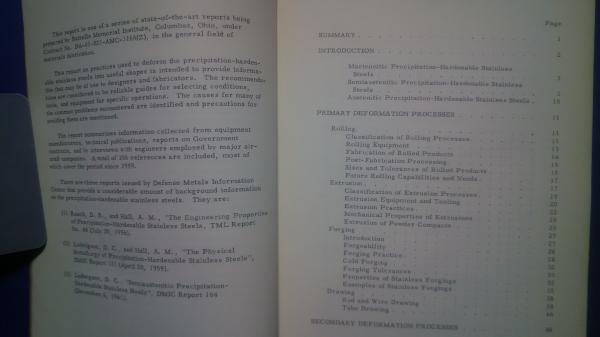 This report is one of a series of state-of-the-art reports being
prepared by Battelle Memorial Institute, Columbus, Ohio, under
Contract No. DA-01-021-AMC-11651(Z), in the general field of
materials fabrication.
This report on practices used to deform the precipitation-harden-
able stainless steels into useful shapes is intended to provide informa-
tion that may be of use to designers and fabricators. The recommenda-
tions are considered to be reliable guides for selecting conditions,
tools, and equipment for specific operations. The causes for many of
the common problems encountered are identified and precautions for
avoiding them are mentioned.
The report summarizes information collected from equipment
manufacturers, technical publications, reports on Government
contracts, and by interviews with engineers employed by major air-
craft companies. A total of 106 references are included, most of
which cover the period since 1959.
There are three reports issued by Defense Metals Information
Center that provide a considerable amount of background information
on the precipitation-hardenable stainless steels. They are:
(1) Roach, D. B., and Hall, A. M., "The Engineering Properties
of Precipitation-Hardenable Stainless Steels", TML Report
No. 48 (July 20, 1956).
(2) Ludwigson, D. C., and Hall, A. M., "The Physical
Metallurgy of Precipitation-Hardenable Stainless Steels",
DMIC Report 111 (April 20, 1959).
(3) Ludwigson, D. C., "Semiaustenitic Precipitation-
Hardenable Stainless Steels", DMIC Report 164
(December 6, 1961).
Page
SUMMARY 1
INTRODUCTION 2
Martensitic Precipitation-Hardenable Stainless
Steels 3
Semiaustenitic Precipitation-Hardenable Stainless
Steels
Austenitic Precipitation-Hardenable Stainless Steels 10
PRIMARY DEFORMATION PROCESSES 11
Rolling 11
Classification of Rolling Processes 11
Rolling Equipment
Fabrication of Rolled Products
Post-Fabrication Processing
Sizes and Tolerances of Rolled Products
Future Rolling Capabilities and Needs
Extrusion
Classification of Extrusion Processes
Extrusion Equipment and Tooling
Extrusion Practices
Mechanical Properties of Extrusions
Extrusion of Powder Compacts
Forging
Introduction
Forgeability
Forging Practice
Cold Forging
Forging Tolerances
Properties of Stainless Forgings
Examples of Stainless Forgings
Drawing
Rod and Wire Drawing
Tube Drawing
SECONDARY DEFORMATION PROCESSES